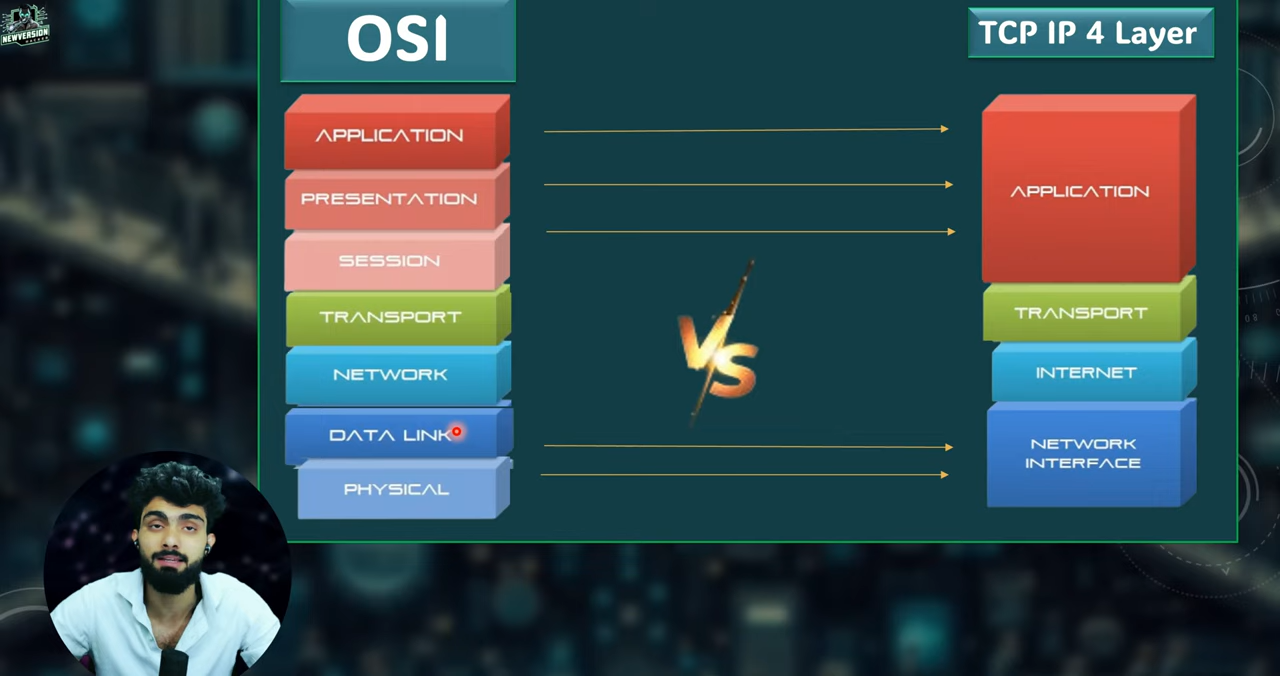 NEWVERSION
OSI
TCP IP 4 Layer
APPLICATION
PRESENTATION
SESSION
TRANSPORT
NETWORK
DATA LINK
PHYSICAL
VS
APPLICATION
TRANSPORT
INTERNET
NETWORK
INTERFACE